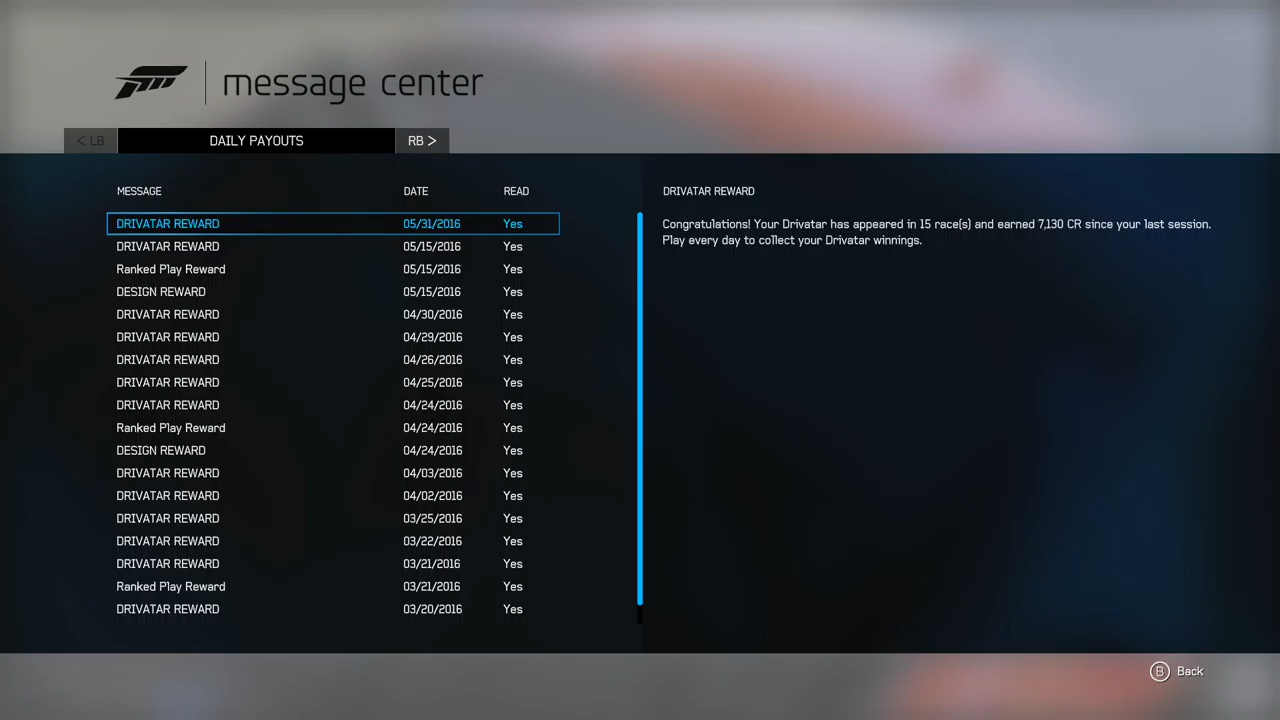 message center
< LB DAILY PAYOUTS RB >
MESSAGE DATE READ
DRIVATAR REWARD 05/31/2016 Yes
DRIVATAR REWARD 05/15/2016 Yes
Ranked Play Reward 05/15/2016 Yes
DESIGN REWARD 05/15/2016 Yes
DRIVATAR REWARD 04/30/2016 Yes
DRIVATAR REWARD 04/29/2016 Yes
DRIVATAR REWARD 04/26/2016 Yes
DRIVATAR REWARD 04/25/2016 Yes
DRIVATAR REWARD 04/24/2016 Yes
Ranked Play Reward 04/24/2016 Yes
DESIGN REWARD 04/24/2016 Yes
DRIVATAR REWARD 04/03/2016 Yes
DRIVATAR REWARD 04/02/2016 Yes
DRIVATAR REWARD 03/25/2016 Yes
DRIVATAR REWARD 03/22/2016 Yes
DRIVATAR REWARD 03/21/2016 Yes
Ranked Play Reward 03/21/2016 Yes
DRIVATAR REWARD 03/20/2016 Yes
DRIVATAR REWARD
Congratulations! Your Drivatar has appeared in 15 race(s) and earned 7,130 CR since your last session.
Play every day to collect your Drivatar winnings.
B Back